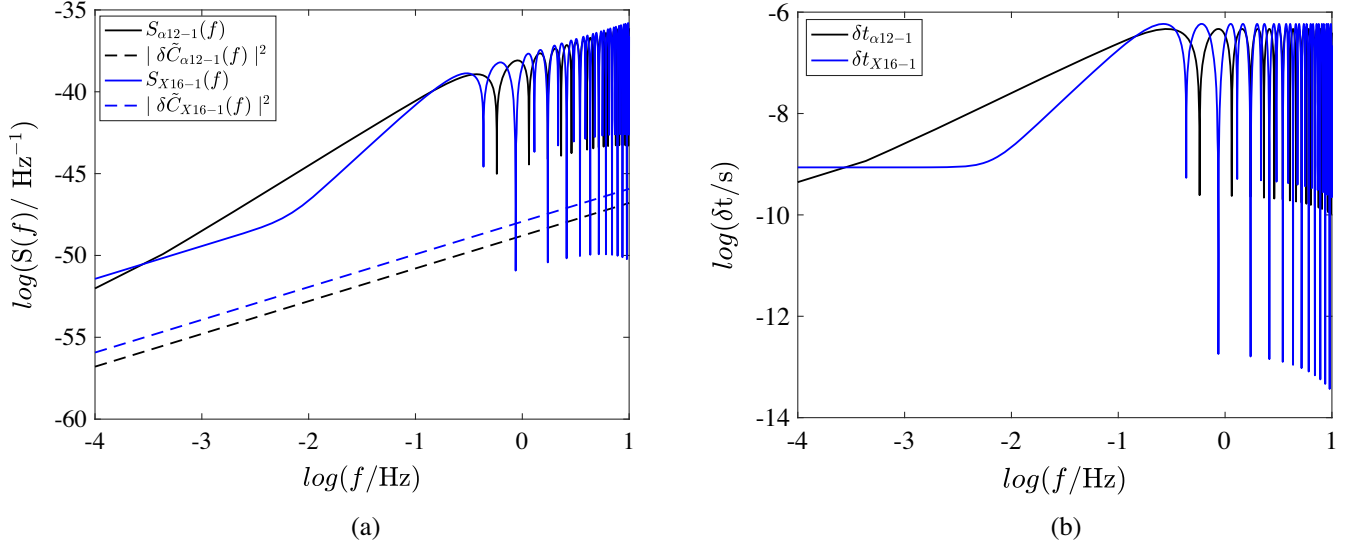 -35
-40
-45
-50
-55
-60
log(S(f)/ Hz⁻¹)
S_{α12−1}(f)
| δC̃_{α12−1}(f) |²
S_{X16−1}(f)
| δC̃_{X16−1}(f) |²
-4 -3 -2 -1 0 1
log(f/Hz)
(a)
-6
-8
-10
-12
-14
log(δt/s)
δt_{α12−1}
δt_{X16−1}
-4 -3 -2 -1 0 1
log(f/Hz)
(b)